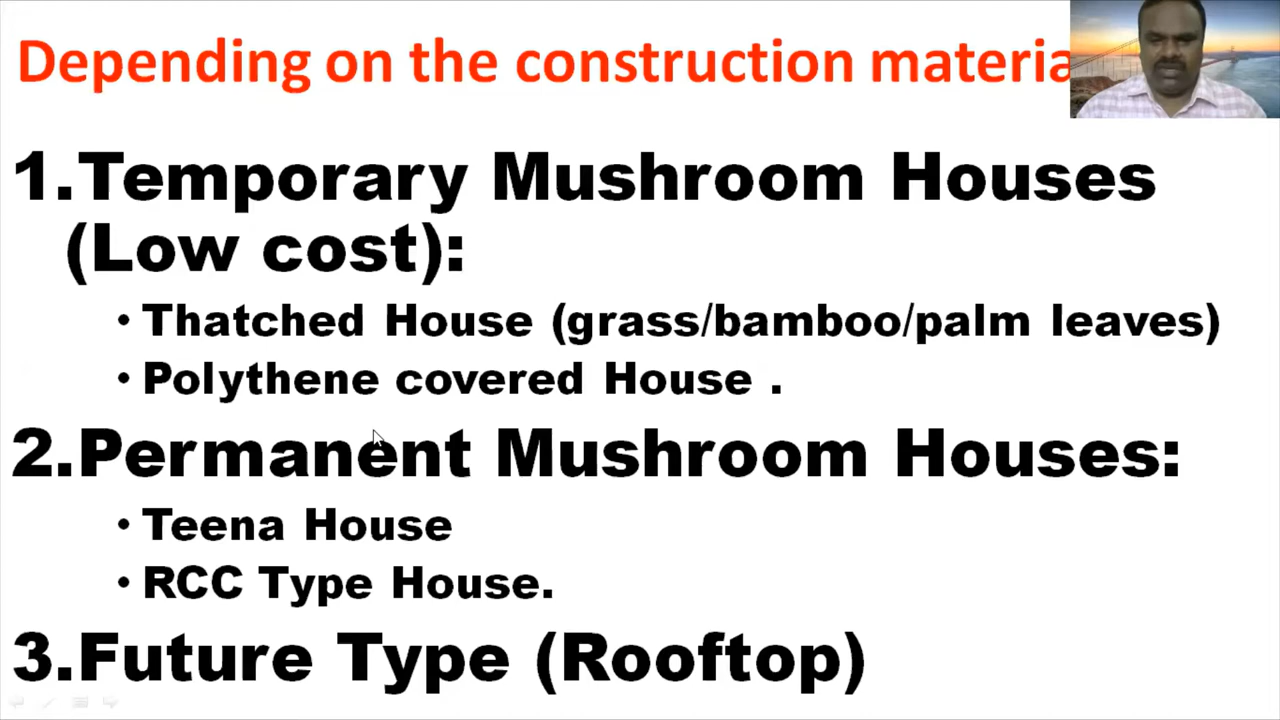 Depending on the construction materia
1.Temporary Mushroom Houses
(Low cost):
• Thatched House (grass/bamboo/palm leaves)
• Polythene covered House .
2.Permanent Mushroom Houses:
• Teena House
• RCC Type House.
3.Future Type (Rooftop)